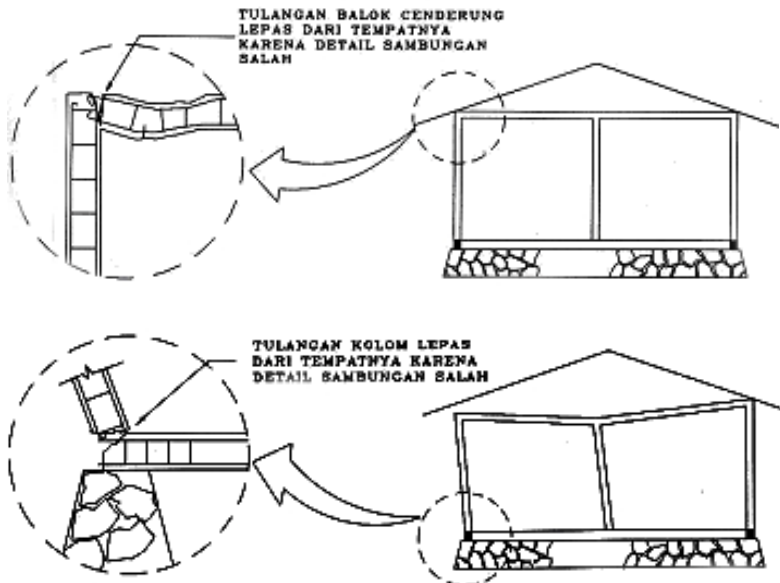 TULANGAN BALOK CENDERUNG
LEPAS DARI TEMPATNYA
KARENA DETAIL SAMBUNGAN
SALAH
TULANGAN KOLOM LEPAS
DARI TEMPATNYA KARENA
DETAIL SAMBUNGAN SALAH